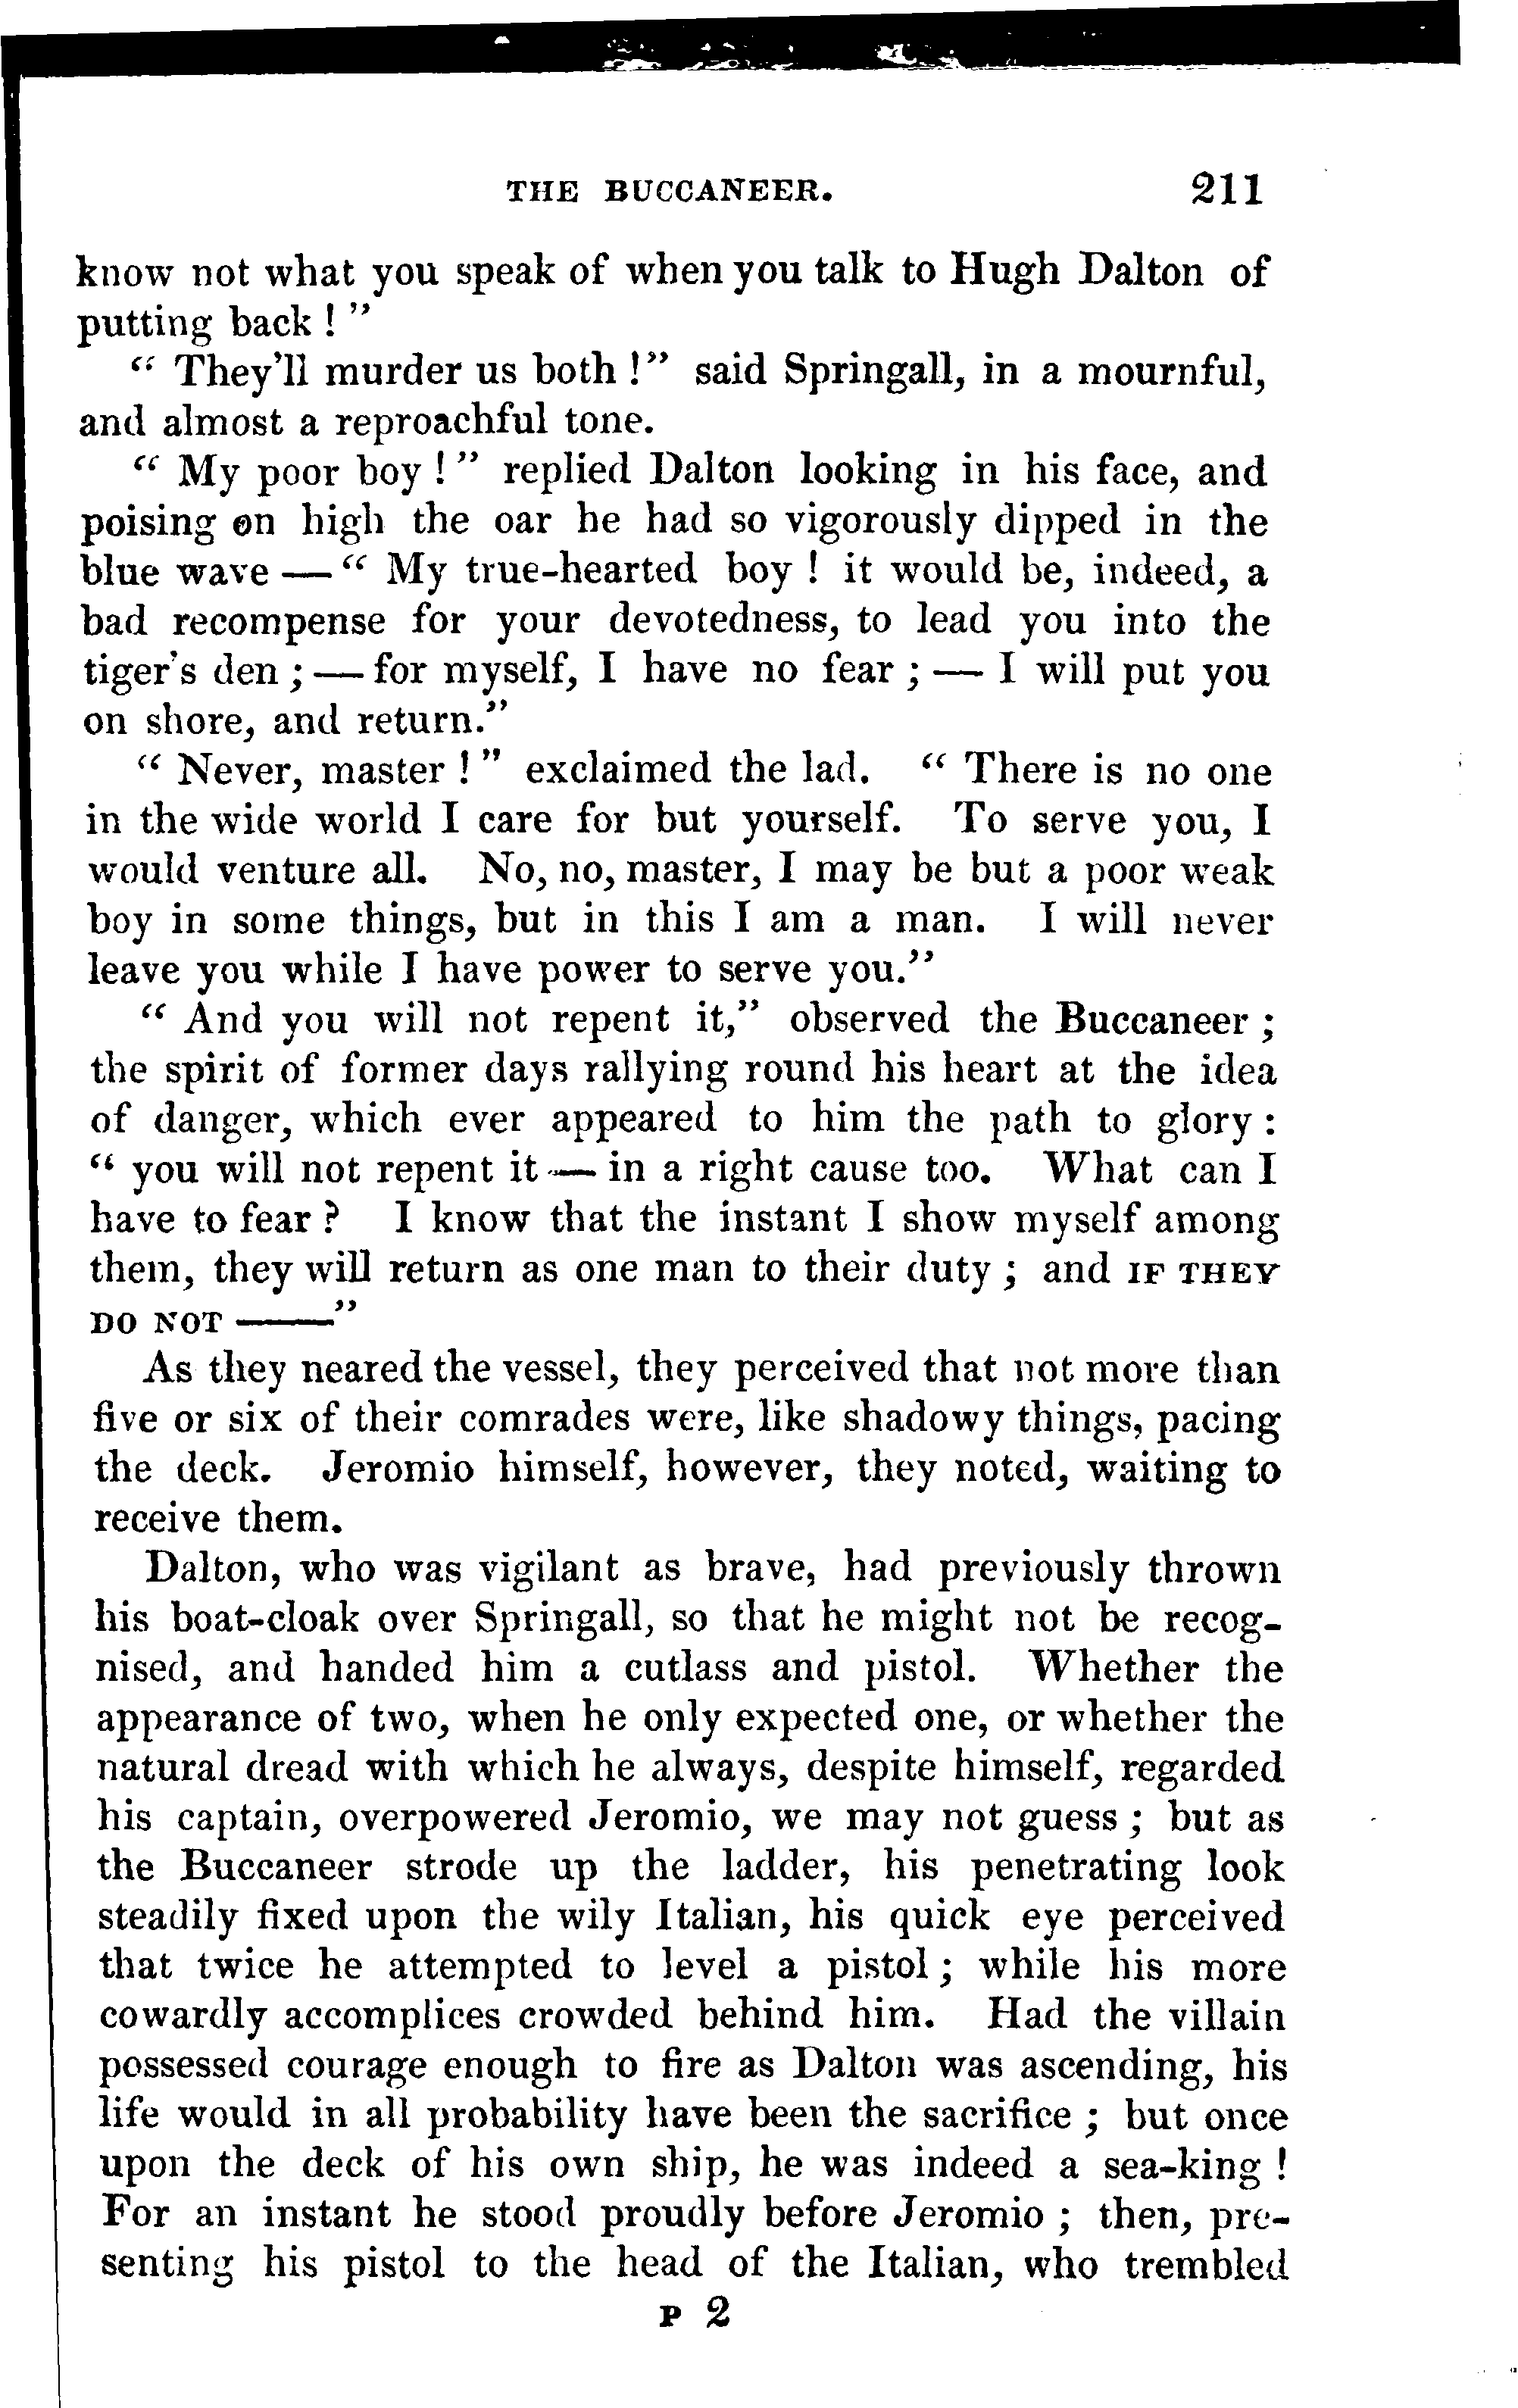 THE BUCCANEER. 211
know not what you speak of when you talk to Hugh Dalton of
putting back ! ”
“ They’ll murder us both !” said Springall, in a mournful,
and almost a reproachful tone.
“ My poor boy ! ” replied Dalton looking in his face, and
poising on high the oar he had so vigorously dipped in the
blue wave — “ My true-hearted boy ! it would be, indeed, a
bad recompense for your devotedness, to lead you into the
tiger’s den ; — for myself, I have no fear ; — I will put you
on shore, and return.”
“ Never, master ! ” exclaimed the lad. “ There is no one
in the wide world I care for but yourself. To serve you, I
would venture all. No, no, master, I may be but a poor weak
boy in some things, but in this I am a man. I will never
leave you while I have power to serve you.”
“ And you will not repent it,” observed the Buccaneer ;
the spirit of former days rallying round his heart at the idea
of danger, which ever appeared to him the path to glory :
“ you will not repent it — in a right cause too. What can I
have to fear ? I know that the instant I show myself among
them, they will return as one man to their duty ; and IF THEY
DO NOT ——”
As they neared the vessel, they perceived that not more than
five or six of their comrades were, like shadowy things, pacing
the deck. Jeromio himself, however, they noted, waiting to
receive them.
Dalton, who was vigilant as brave, had previously thrown
his boat-cloak over Springall, so that he might not be recog-
nised, and handed him a cutlass and pistol. Whether the
appearance of two, when he only expected one, or whether the
natural dread with which he always, despite himself, regarded
his captain, overpowered Jeromio, we may not guess ; but as
the Buccaneer strode up the ladder, his penetrating look
steadily fixed upon the wily Italian, his quick eye perceived
that twice he attempted to level a pistol ; while his more
cowardly accomplices crowded behind him. Had the villain
possessed courage enough to fire as Dalton was ascending, his
life would in all probability have been the sacrifice ; but once
upon the deck of his own ship, he was indeed a sea-king !
For an instant he stood proudly before Jeromio ; then, pre-
senting his pistol to the head of the Italian, who trembled
P 2